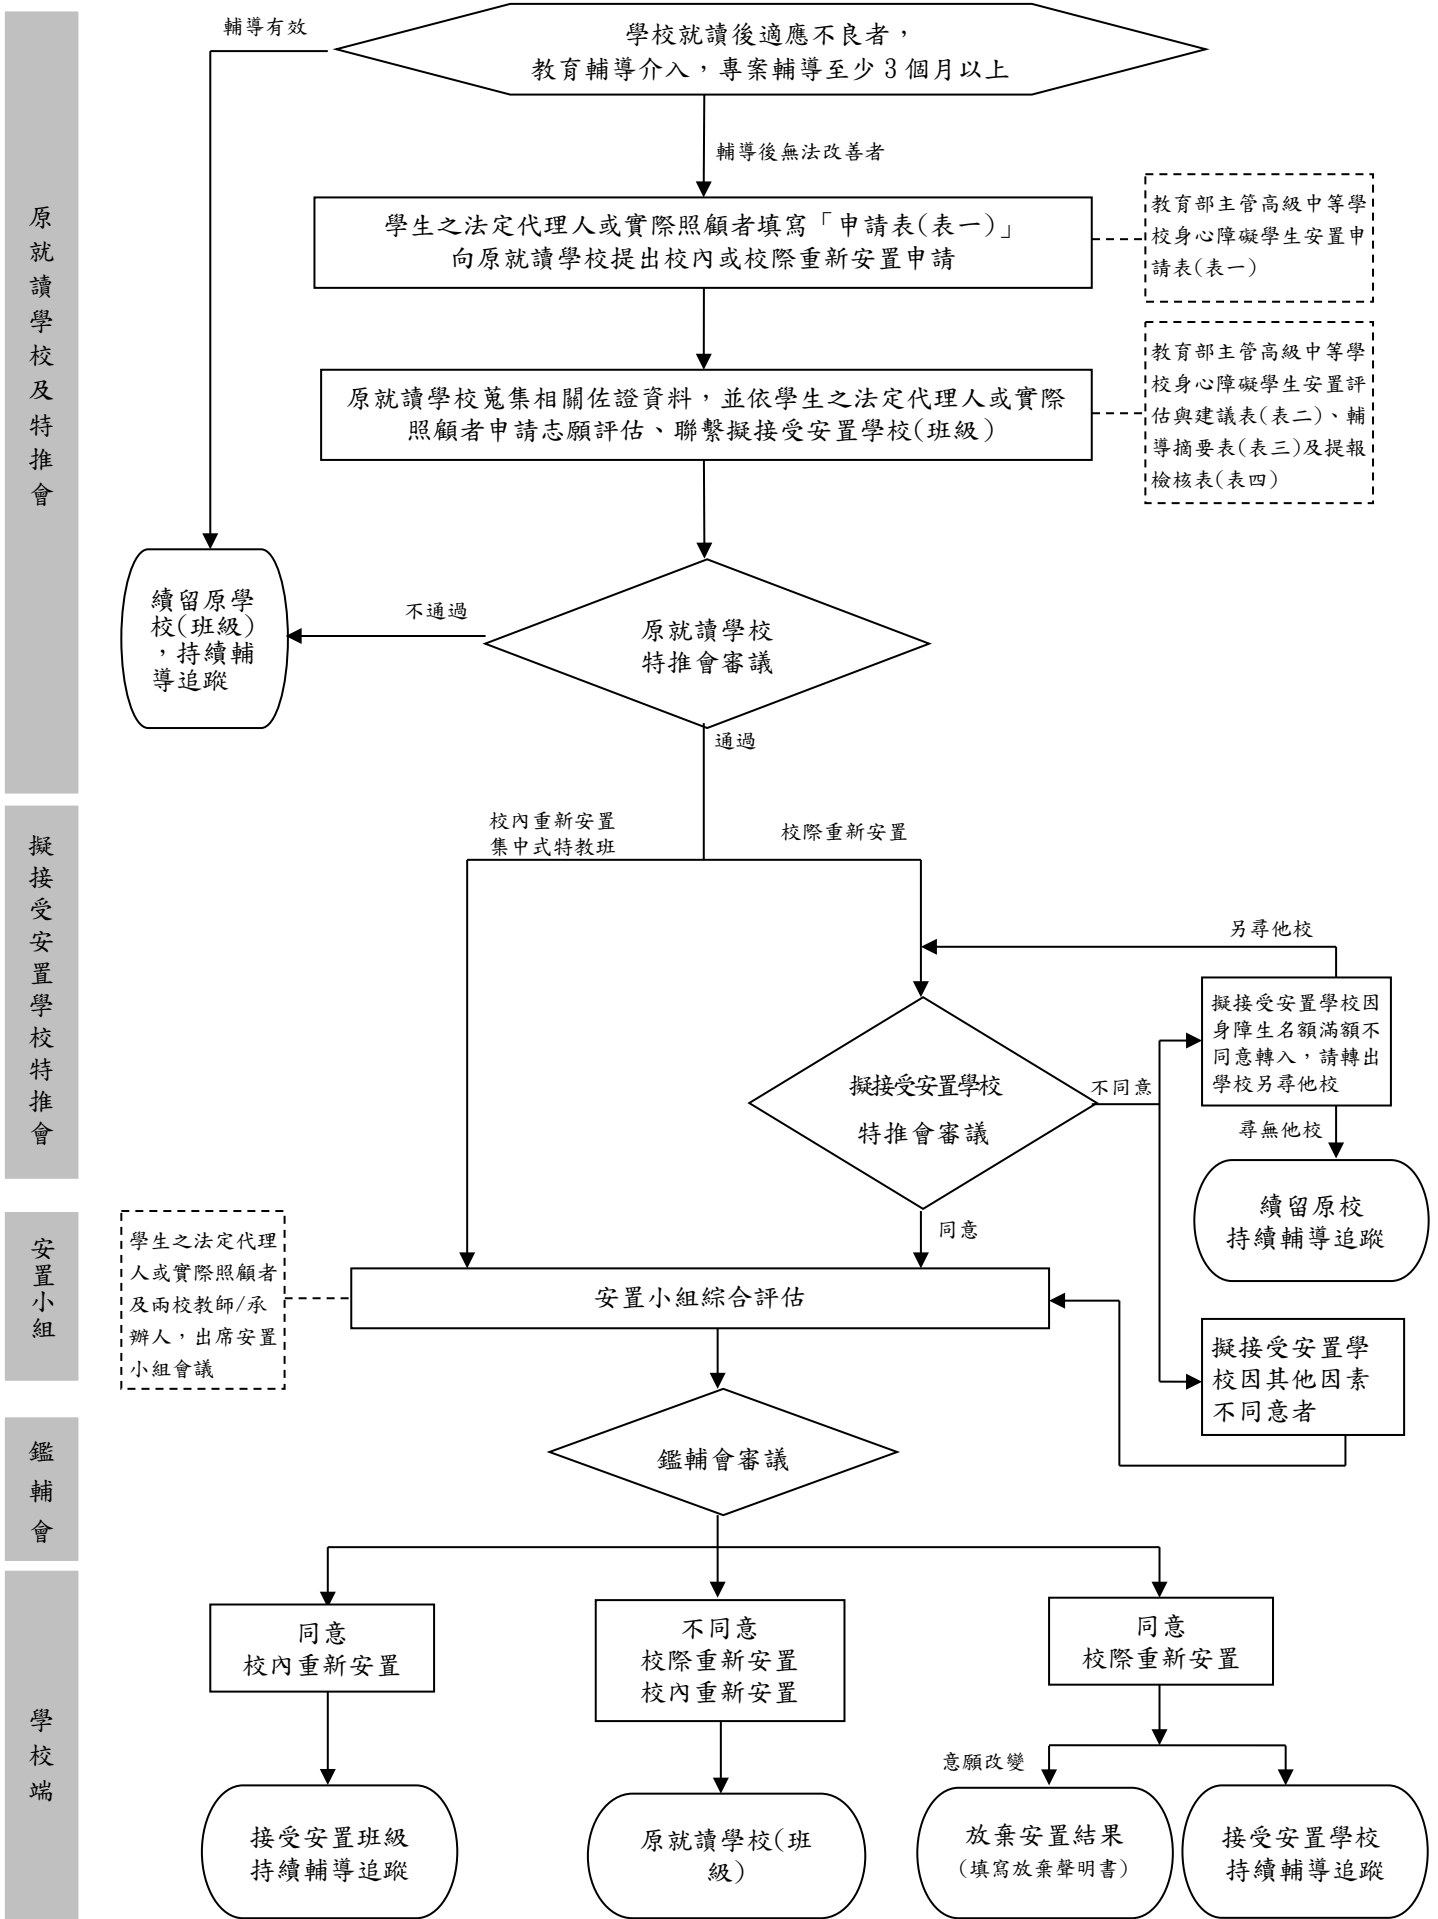 原就讀學校及特推會
輔導有效
學校就讀後適應不良者，
教育輔導介入，專案輔導至少 3 個月以上
輔導後無法改善者
學生之法定代理人或實際照顧者填寫「申請表(表一)」
向原就讀學校提出校內或校際重新安置申請
教育部主管高級中等學
校身心障礙學生安置申
請表(表一)
原就讀學校蒐集相關佐證資料，並依學生之法定代理人或實際
照顧者申請志願評估、聯繫擬接受安置學校(班級)
教育部主管高級中等學
校身心障礙學生安置評
估與建議表(表二)、輔
導摘要表(表三)及提報
檢核表(表四)
續留原學
校(班級)
，持續輔
導追蹤
不通過
原就讀學校
特推會審議
通過
擬接受安置學校特推會
校內重新安置
集中式特教班
校際重新安置
另尋他校
擬接受安置學校因
身障生名額滿額不
同意轉入，請轉出
學校另尋他校
擬接受安置學校
特推會審議
不同意
尋無他校
續留原校
持續輔導追蹤
同意
安置小組
學生之法定代理
人或實際照顧者
及兩校教師/承
辦人，出席安置
小組會議
安置小組綜合評估
擬接受安置學
校因其他因素
不同意者
鑑輔會
鑑輔會審議
學校端
同意
校內重新安置
不同意
校際重新安置
校內重新安置
同意
校際重新安置
意願改變
接受安置班級
持續輔導追蹤
原就讀學校(班
級)
放棄安置結果
(填寫放棄聲明書)
接受安置學校
持續輔導追蹤